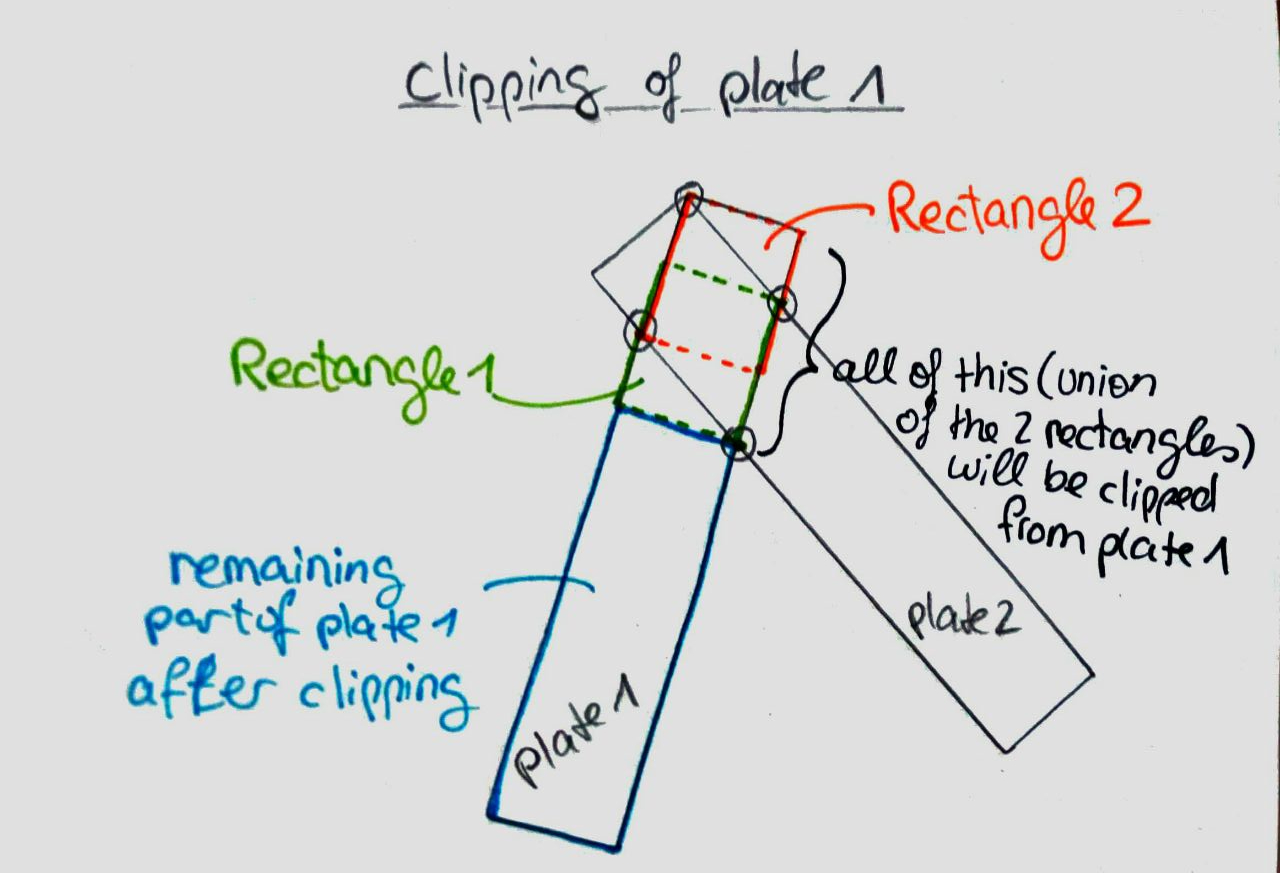 Clipping of plate 1
Rectangle 2
Rectangle 1
all of this (union
of the 2 rectangles)
will be clipped
from plate 1
remaining
part of plate 1
after clipping
plate 2
plate 1